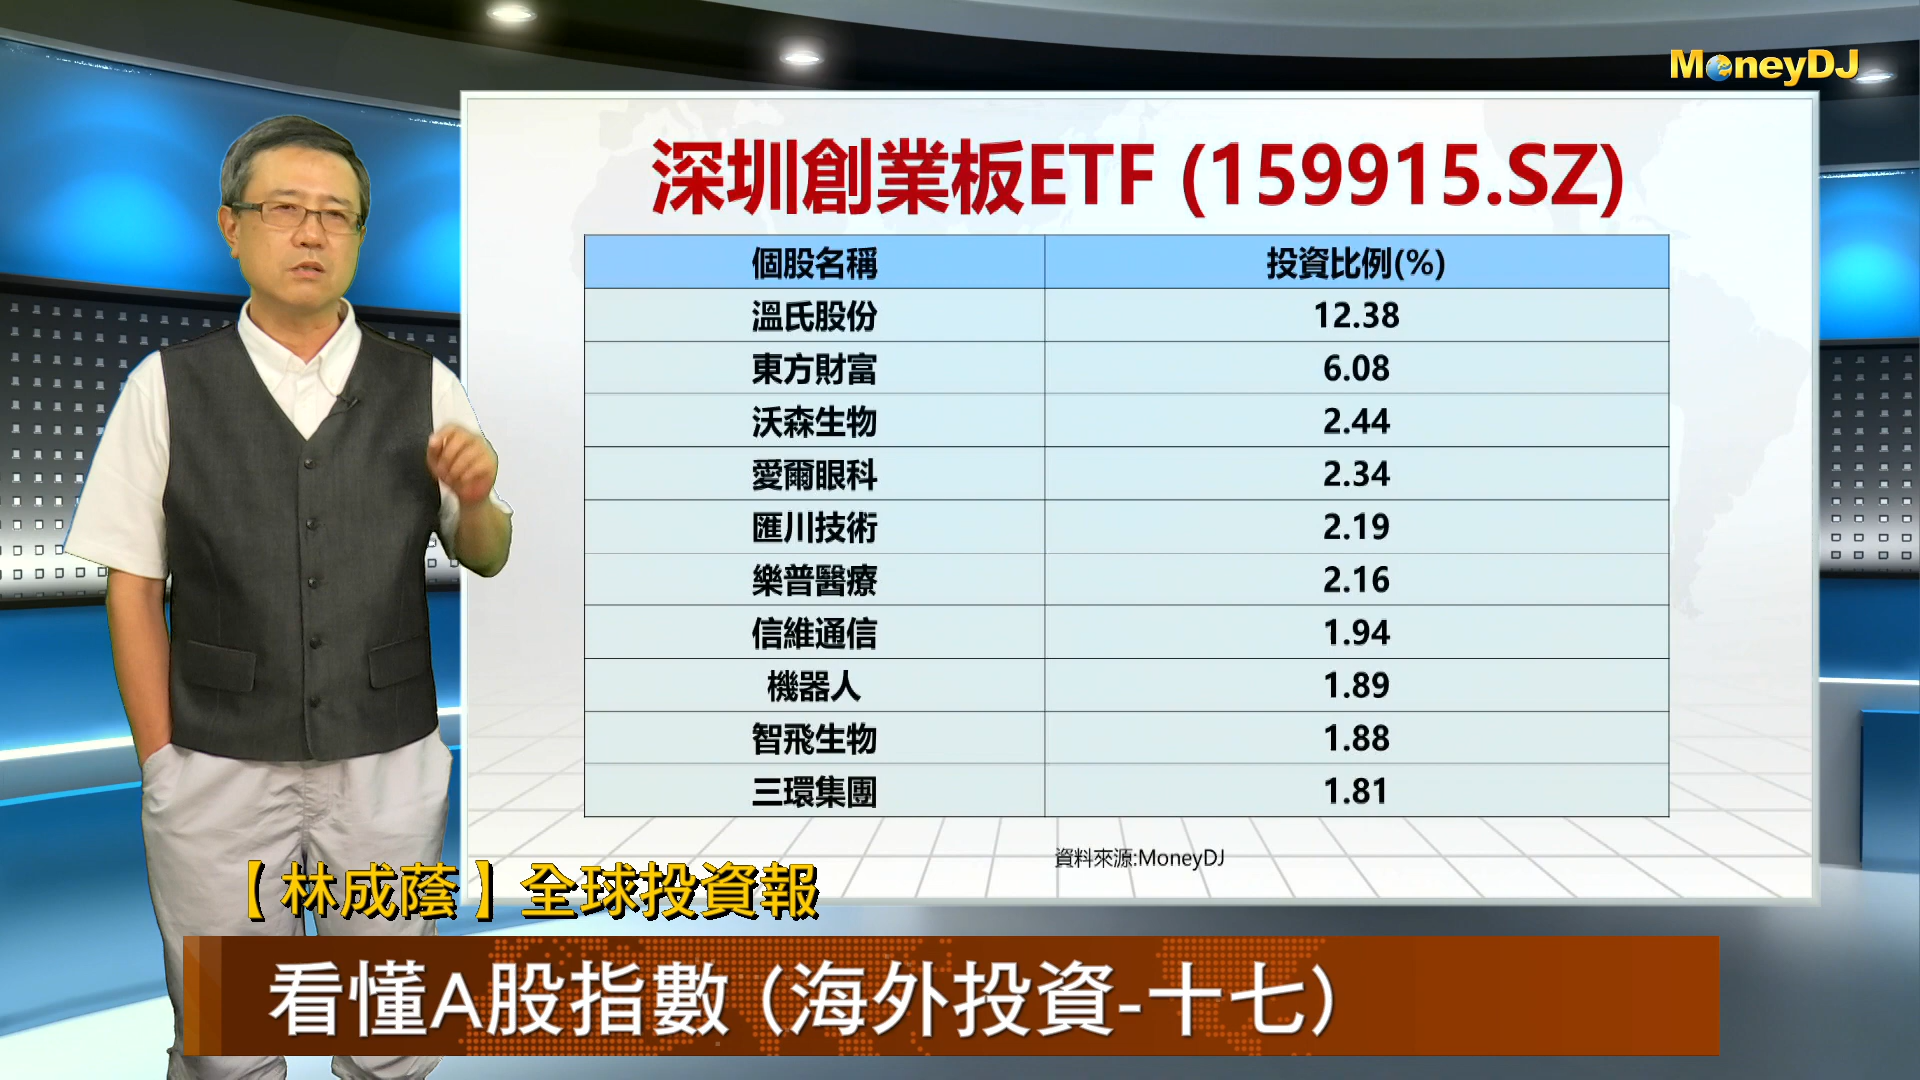 MoneyDJ
深圳創業板ETF (159915.SZ)
個股名稱 投資比例(%)
溫氏股份 12.38
東方財富 6.08
沃森生物 2.44
愛爾眼科 2.34
匯川技術 2.19
樂普醫療 2.16
信維通信 1.94
機器人 1.89
智飛生物 1.88
三環集團 1.81
資料來源:MoneyDJ
【林成蔭】全球投資報
看懂A股指數 (海外投資-十七)